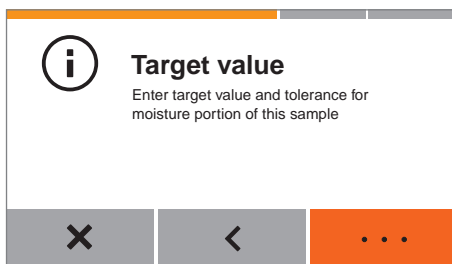 Target value
Enter target value and tolerance for
moisture portion of this sample